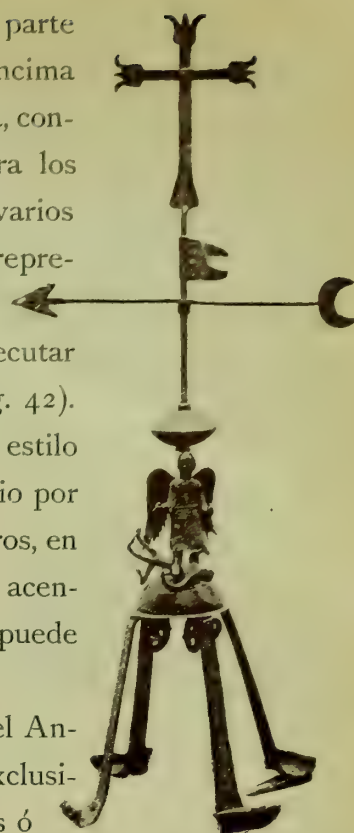 parte
ncima
, con-
ra los
varios
repre-
ecutar
g. 42).
estilo
io por
ros, en
acen-
puede
el An-
xclusi-
s ó